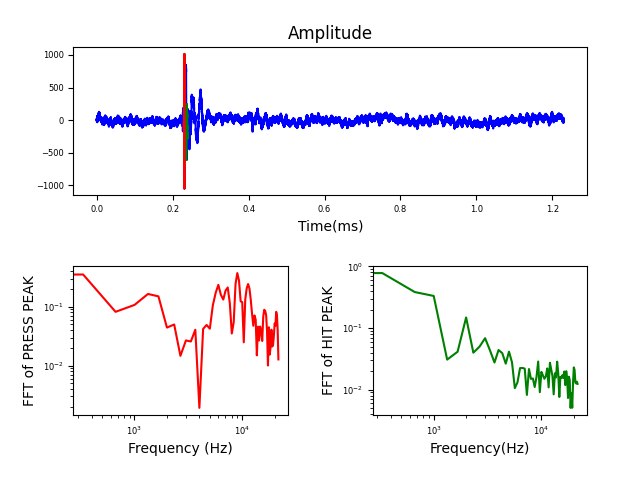 Amplitude
1000
500
0
−500
−1000
0.0 0.2 0.4 0.6 0.8 1.0 1.2
Time(ms)
FFT of PRESS PEAK
10⁻¹
10⁻²
10³ 10⁴
Frequency (Hz)
FFT of HIT PEAK
10⁰
10⁻¹
10⁻²
10³ 10⁴
Frequency(Hz)